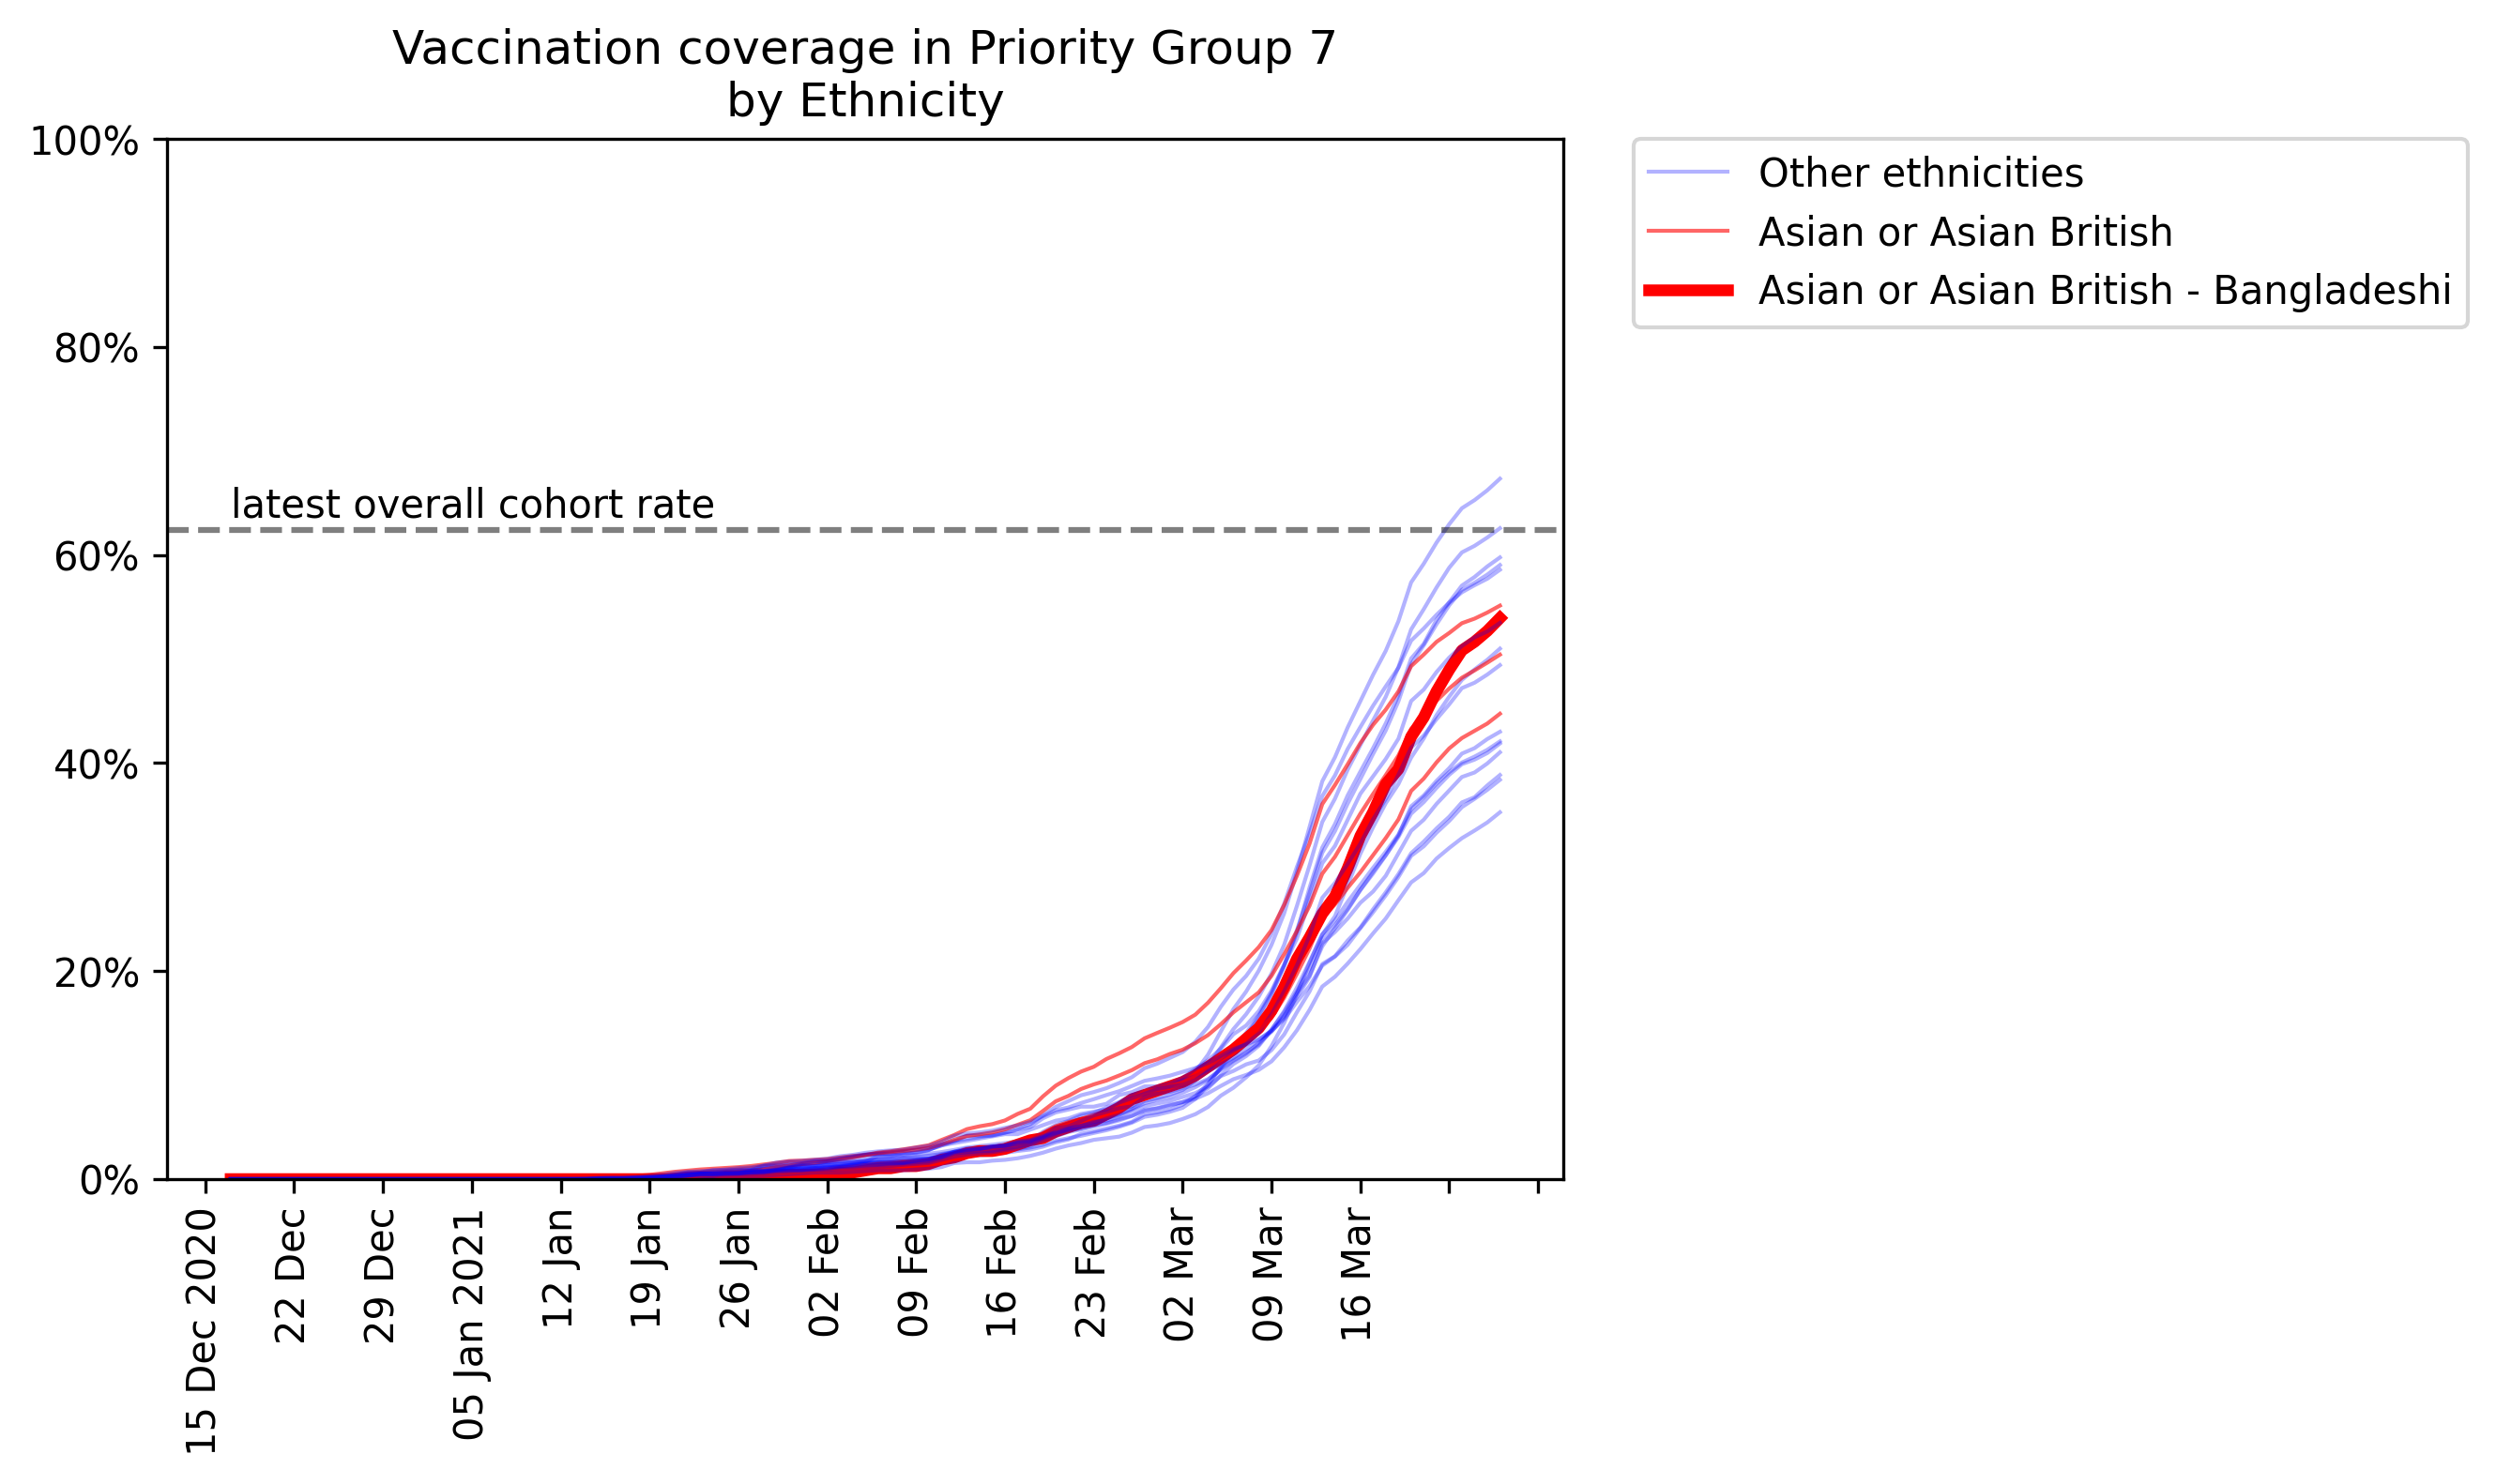 Vaccination coverage in Priority Group 7
by Ethnicity
100%
80%
60%
40%
20%
0%
latest overall cohort rate
Other ethnicities
Asian or Asian British
Asian or Asian British - Bangladeshi
15 Dec 2020
22 Dec
29 Dec
05 Jan 2021
12 Jan
19 Jan
26 Jan
02 Feb
09 Feb
16 Feb
23 Feb
02 Mar
09 Mar
16 Mar